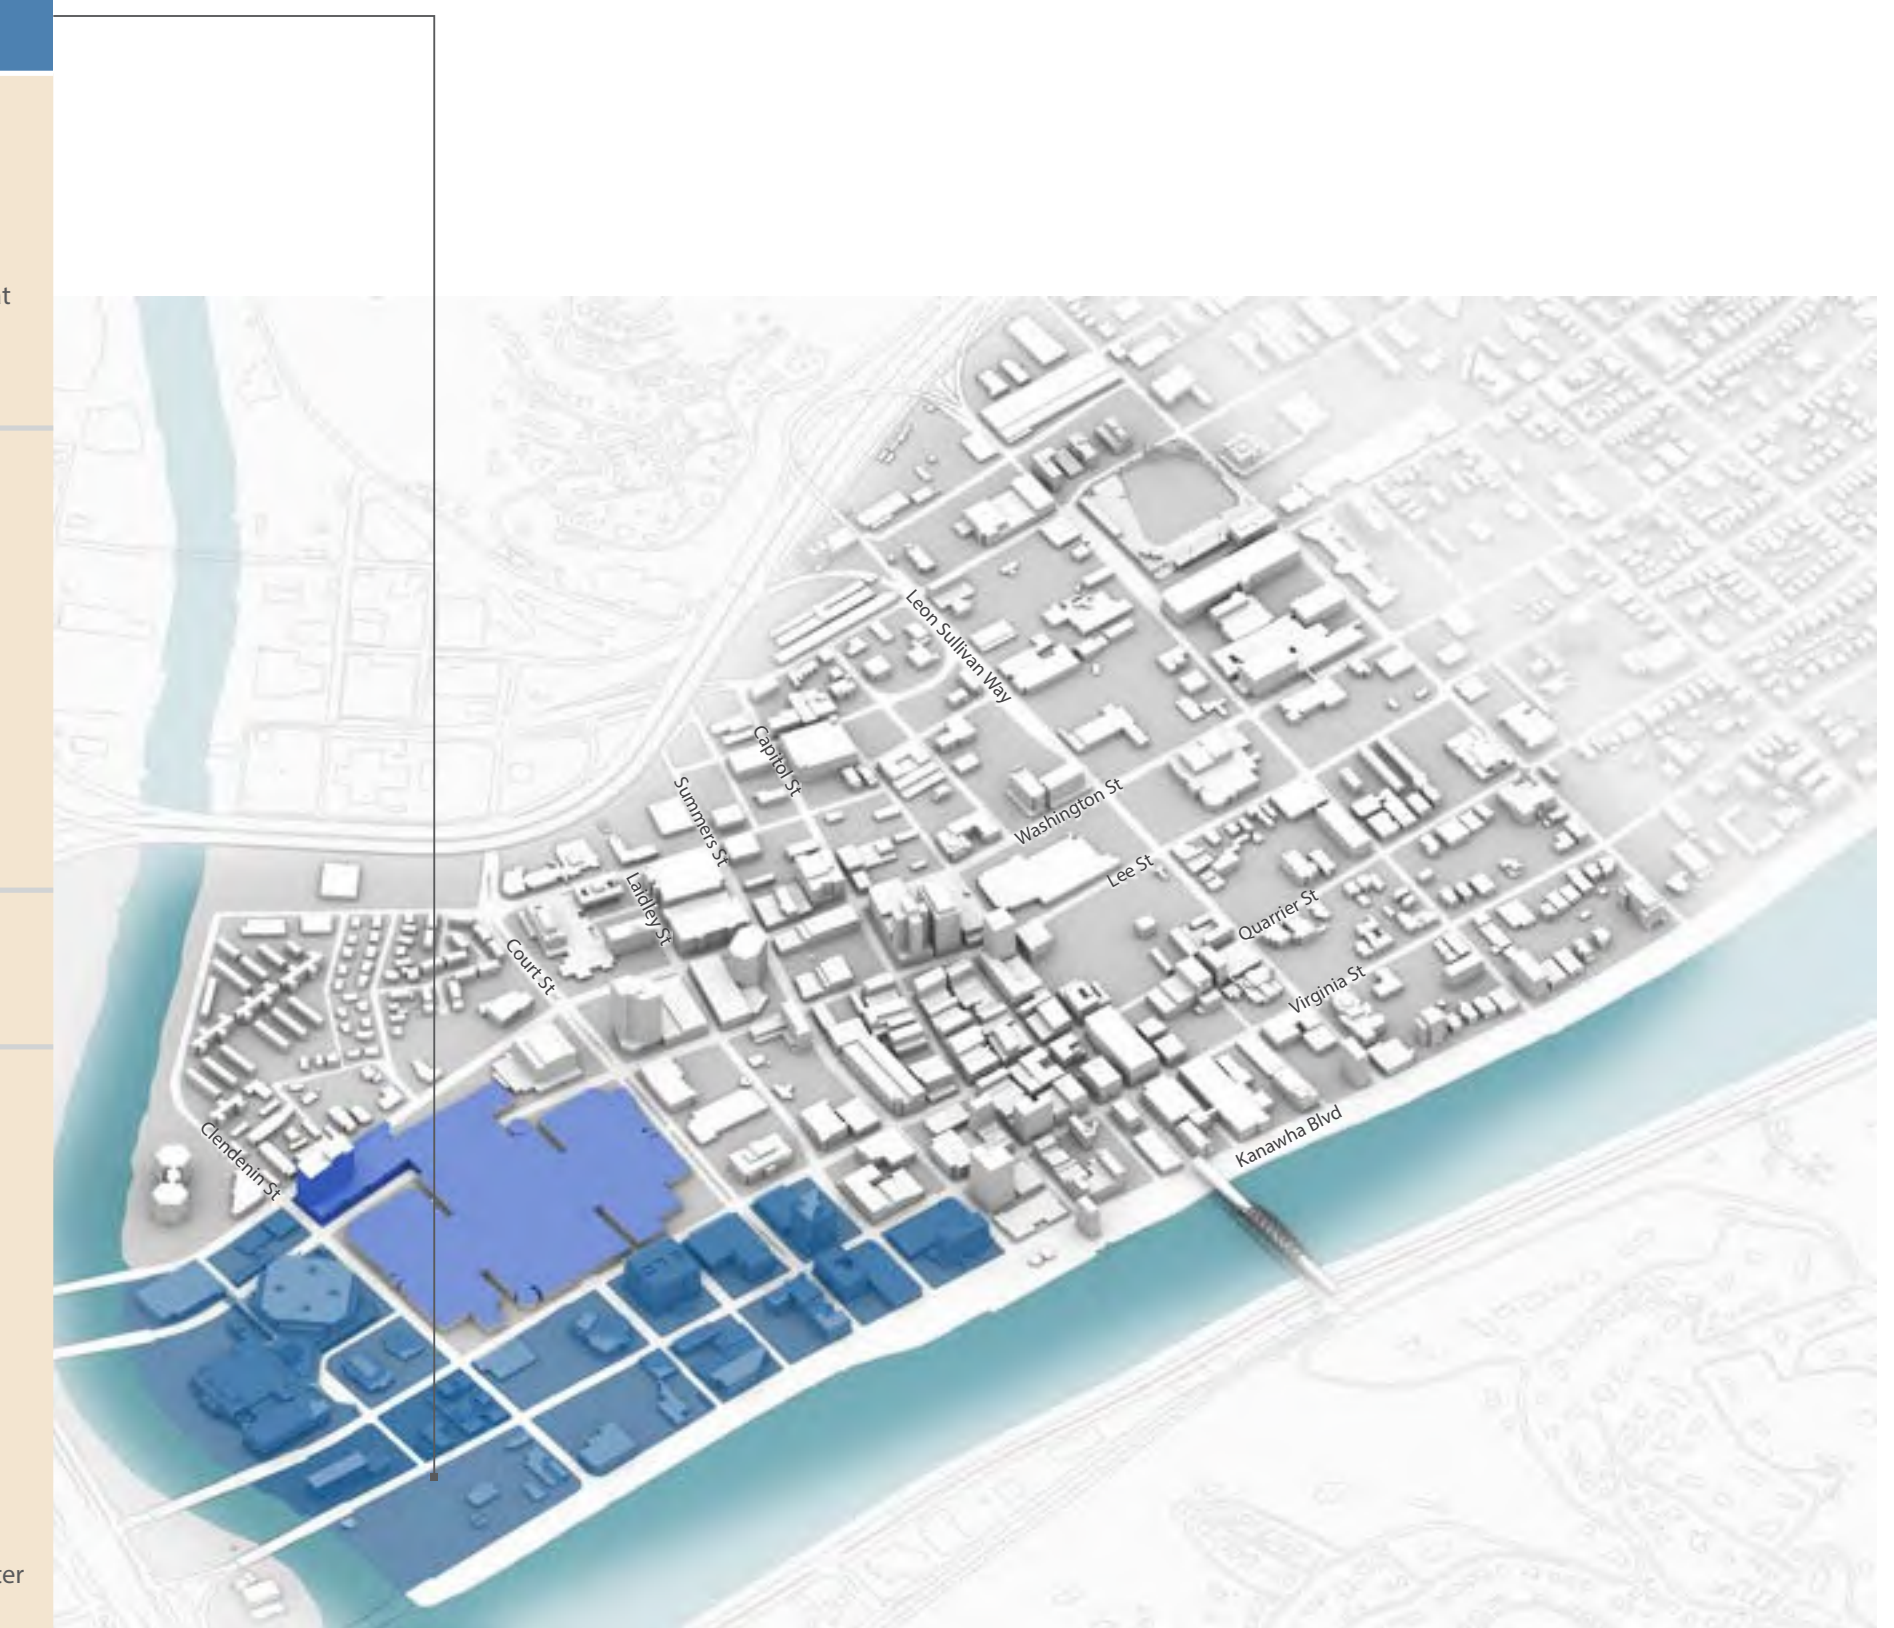 Leon Sullivan Way
Capitol St
Summers St
Washington St
Lee St
Laidley St
Quarrier St
Court St
Virginia St
Kanawha Blvd
Clendenin St